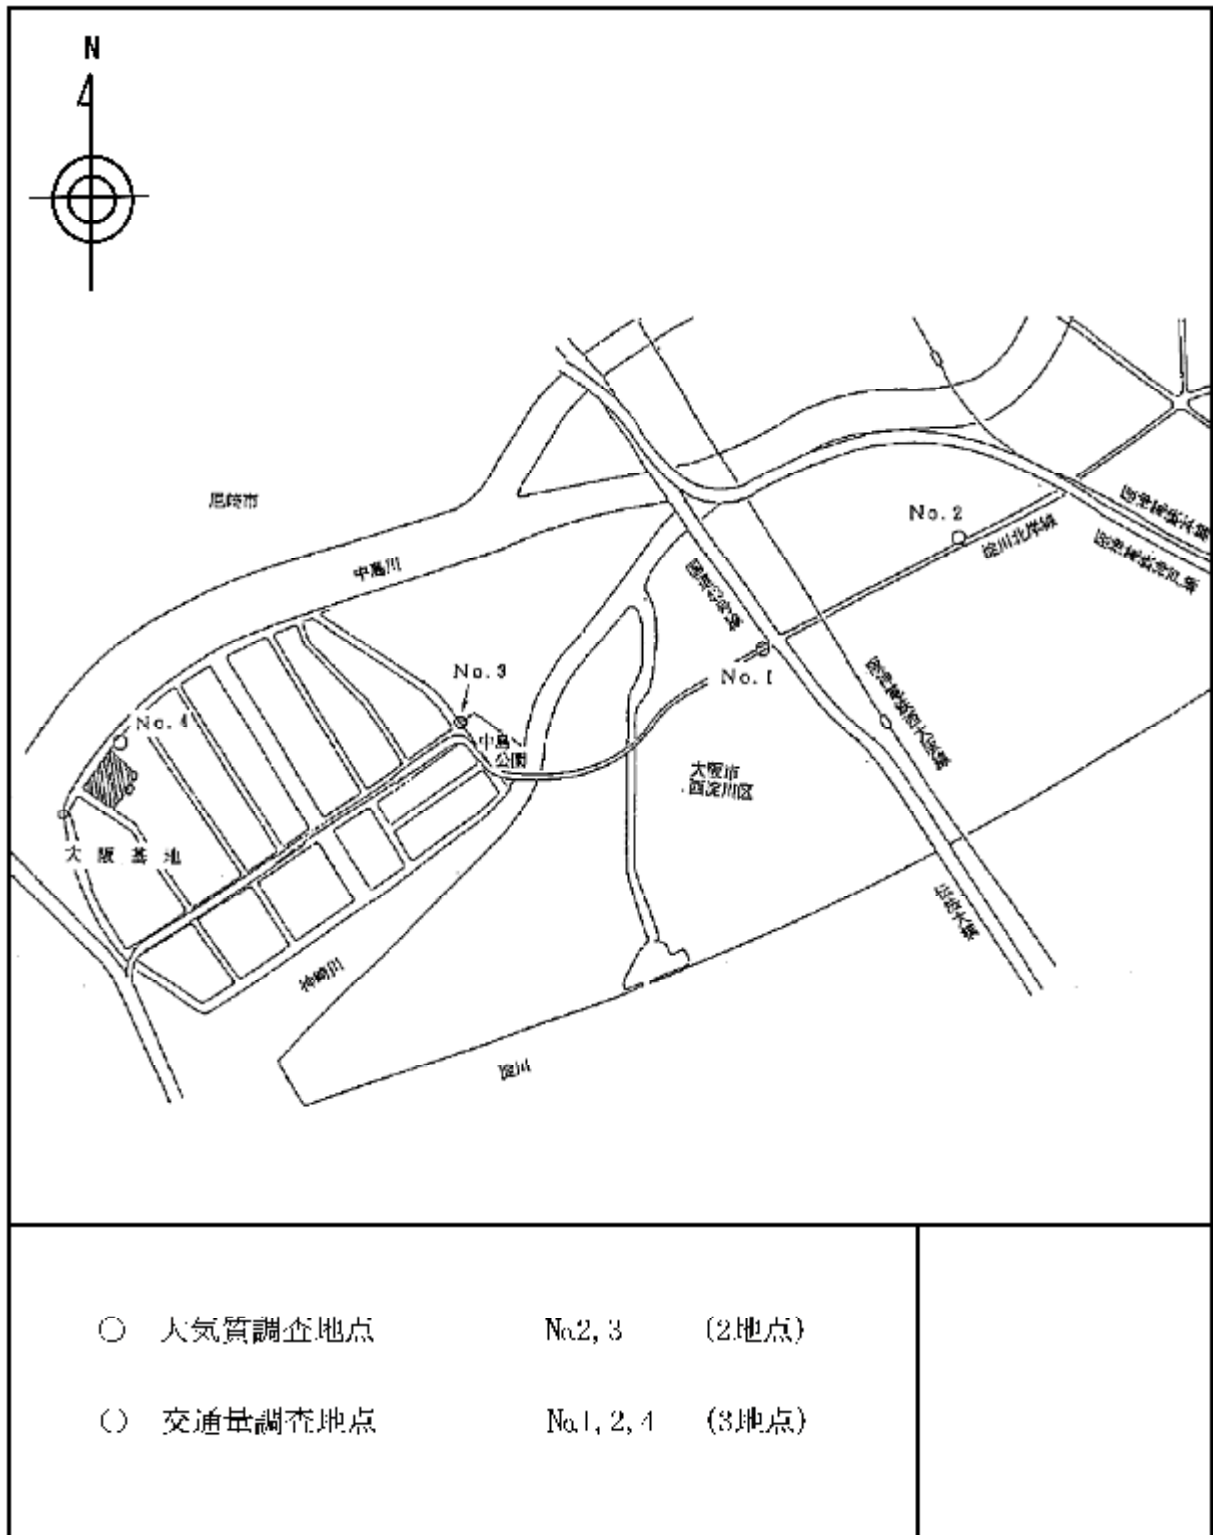 N
尼崎市
中島川
No. 2
淀川北岸線
No. 3
No. 1
No. 4
中島
公園
大阪市
西淀川区
大阪基地
神崎川
淀川
○ 大気質調査地点 No.2, 3 (2地点)
○ 交通量調査地点 No.1, 2, 4 (3地点)